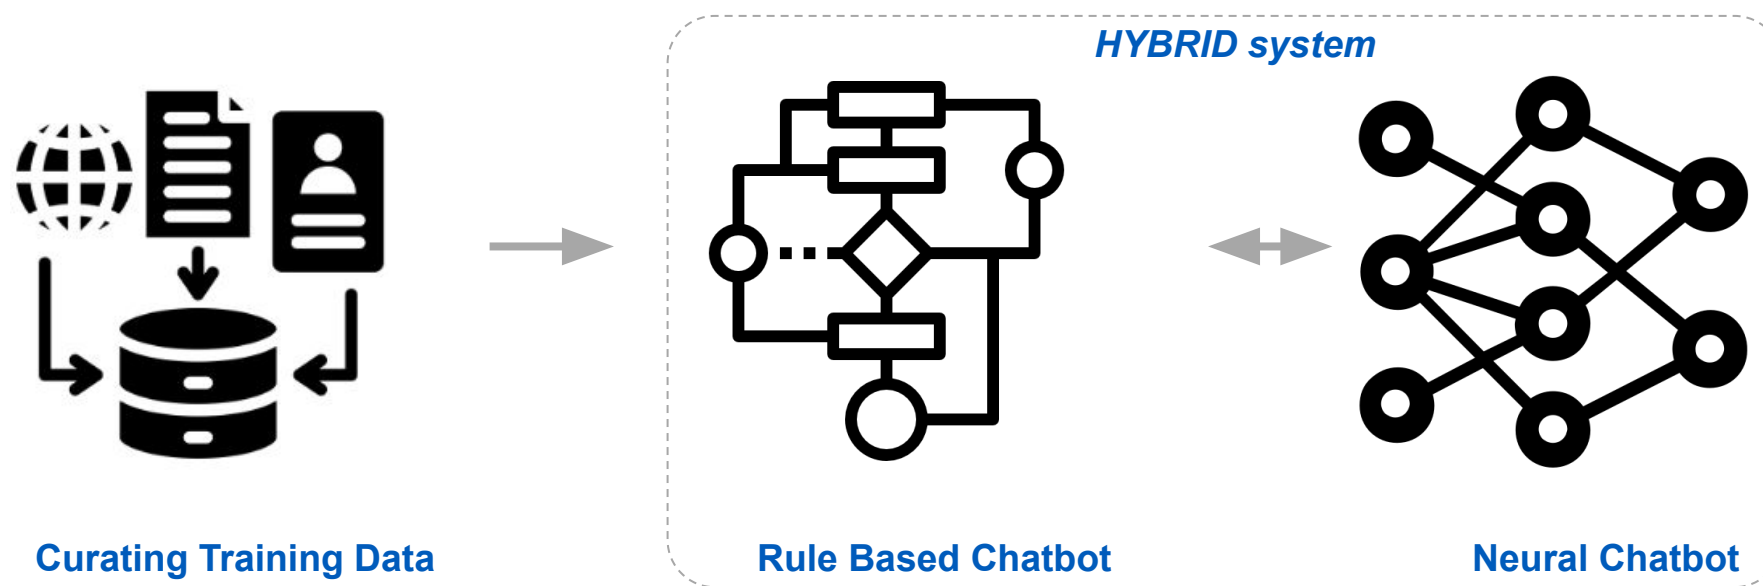 HYBRID system
Curating Training Data
Rule Based Chatbot
Neural Chatbot